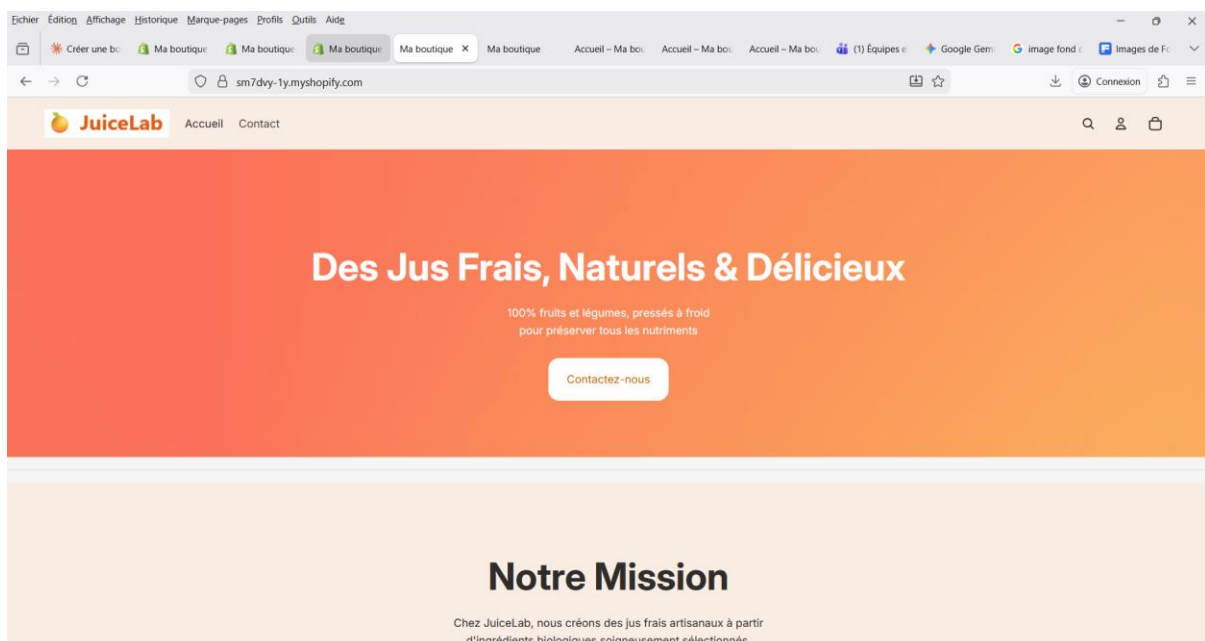 Fichier Édition Affichage Historique Marque-pages Profils Outils Aide
Créer une bo Ma boutique Ma boutique Ma boutique Ma boutique Ma boutique Accueil – Ma bou Accueil – Ma bou Accueil – Ma bou (1) Équipes e Google Gem image fond Images de Fo
sm7dvy-1y.myshopify.com Connexion
JuiceLab Accueil Contact
Des Jus Frais, Naturels & Délicieux
100% fruits et légumes, pressés à froid
pour préserver tous les nutriments
Contactez-nous
Notre Mission
Chez JuiceLab, nous créons des jus frais artisanaux à partir
d'ingrédients biologiques soigneusement sélectionnés